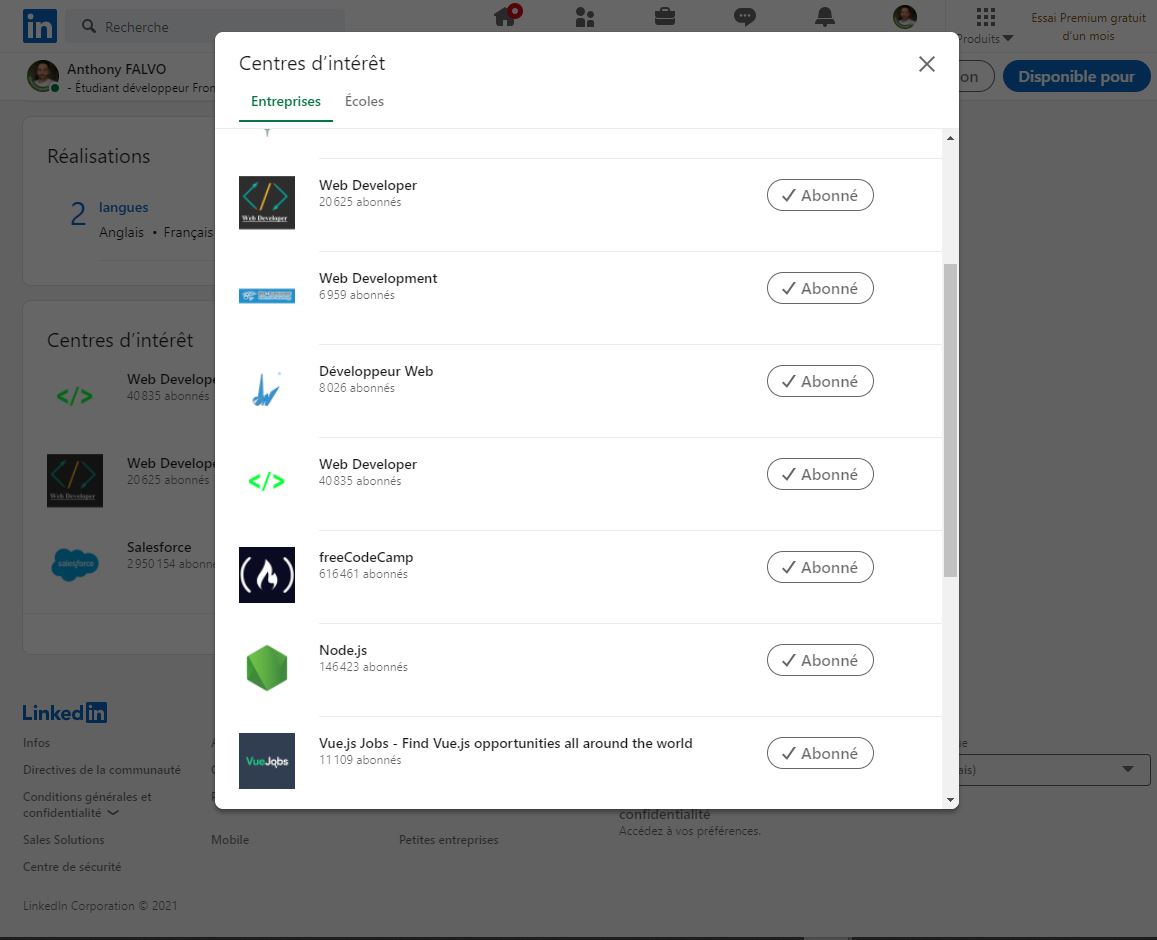 Recherche
Produits
Essai Premium gratuit
d'un mois
Anthony FALVO
- Étudiant développeur Fron
on
Disponible pour
Centres d'intérêt
Entreprises
Écoles
Web Developer
20 625 abonnés
Abonné
Web Development
6 959 abonnés
Abonné
Développeur Web
8 026 abonnés
Abonné
Web Developer
40 835 abonnés
Abonné
freeCodeCamp
616 461 abonnés
Abonné
Node.js
146 423 abonnés
Abonné
VueJobs
Vue.js Jobs - Find Vue.js opportunities all around the world
11 109 abonnés
Abonné
Réalisations
2
langues
Anglais • Français
Centres d'intérêt
Web Develope
40 835 abonnés
Web Develope
20 625 abonnés
salesforce
Salesforce
2 950 154 abonné
LinkedIn
Infos
Directives de la communauté
Conditions générales et
confidentialité
Sales Solutions
Mobile
Petites entreprises
Centre de sécurité
confidentialité
Accédez à vos préférences.
ais)
LinkedIn Corporation © 2021